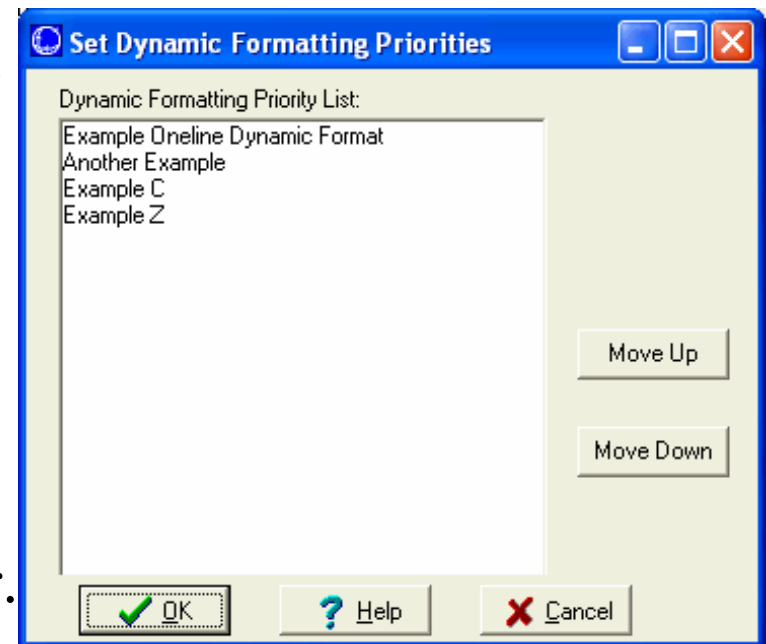 Set Dynamic Formatting Priorities
Dynamic Formatting Priority List:
Example Oneline Dynamic Format
Another Example
Example C
Example Z
Move Up
Move Down
OK
Help
Cancel